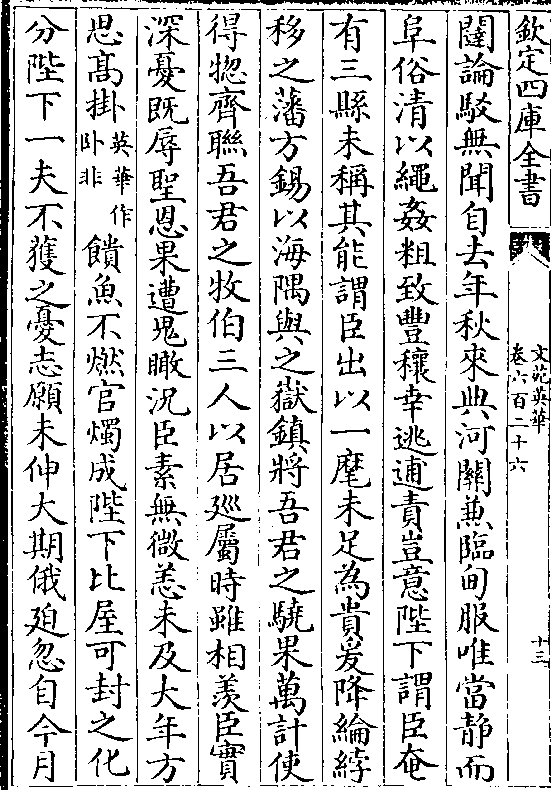 欽定四庫全書
文苑英華
卷六百二十六
十三
闥論駮無聞自去年秋來典河關兼臨甸服唯當静而
阜俗清以繩姦粗致豐穰幸逃逋責豈意陛下謂臣奄
有三縣未稱其能謂臣出以一麾未足為貴爰降綸綍
移之藩方錫以海隅與之嶽鎮將吾君之驍果萬計使
得揔齊聯吾君之牧伯三人以居廵屬時雖相羨臣實
深憂既辱聖恩果遭鬼瞰況臣素無微恙未及大年方
思高掛英華作卧非饋魚不燃官燭成陛下比屋可封之化
分陛下一夫不獲之憂志願未伸大期俄廹忽自今月